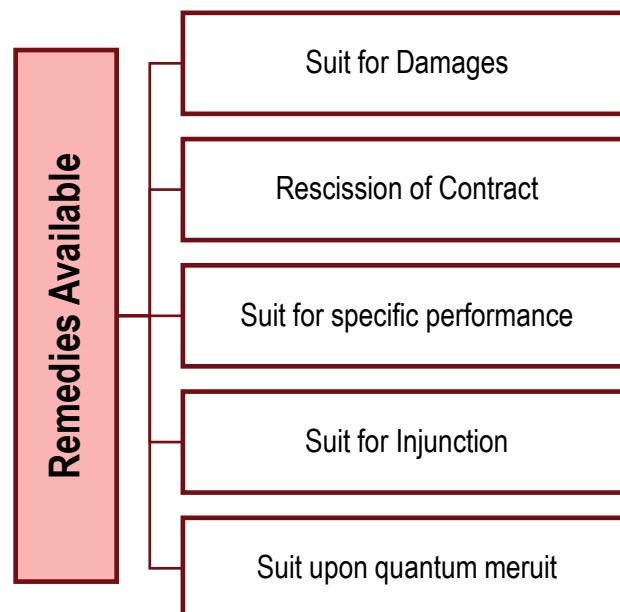 Remedies Available
Suit for Damages
Rescission of Contract
Suit for specific performance
Suit for Injunction
Suit upon quantum meruit